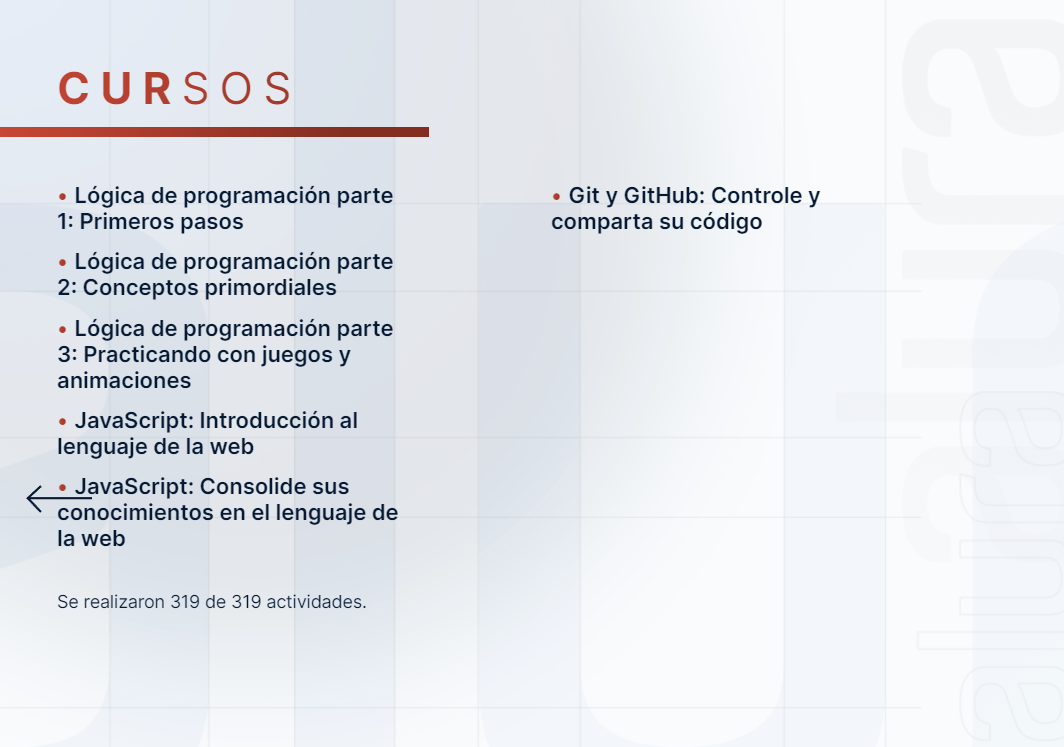 CURSOS
• Lógica de programación parte
1: Primeros pasos
• Lógica de programación parte
2: Conceptos primordiales
• Lógica de programación parte
3: Practicando con juegos y
animaciones
• JavaScript: Introducción al
lenguaje de la web
• JavaScript: Consolide sus
conocimientos en el lenguaje de
la web
• Git y GitHub: Controle y
comparta su código
Se realizaron 319 de 319 actividades.
alura
alura